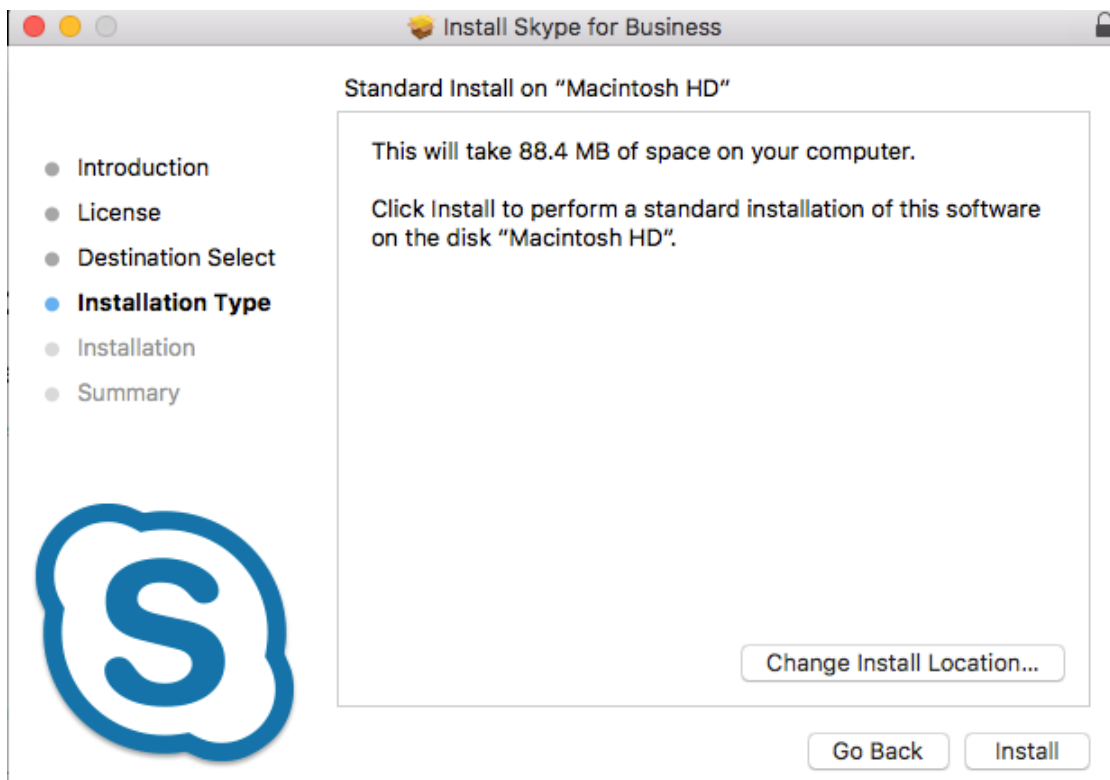 Install Skype for Business
Standard Install on “Macintosh HD”
Introduction
License
Destination Select
Installation Type
Installation
Summary
This will take 88.4 MB of space on your computer.
Click Install to perform a standard installation of this software
on the disk “Macintosh HD”.
S
Change Install Location...
Go Back
Install